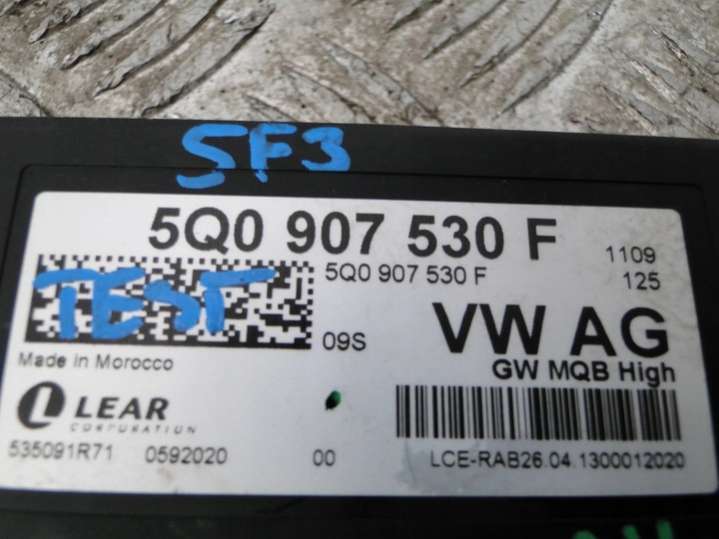 SF3
5Q0 907 530 F
1109
5Q0 907 530 F
125
TEST
09S
VW AG
Made in Morocco
GW MQB High
LEAR
CORPORATION
535091R71 0592020 00
LCE-RAB26.04.1300012020